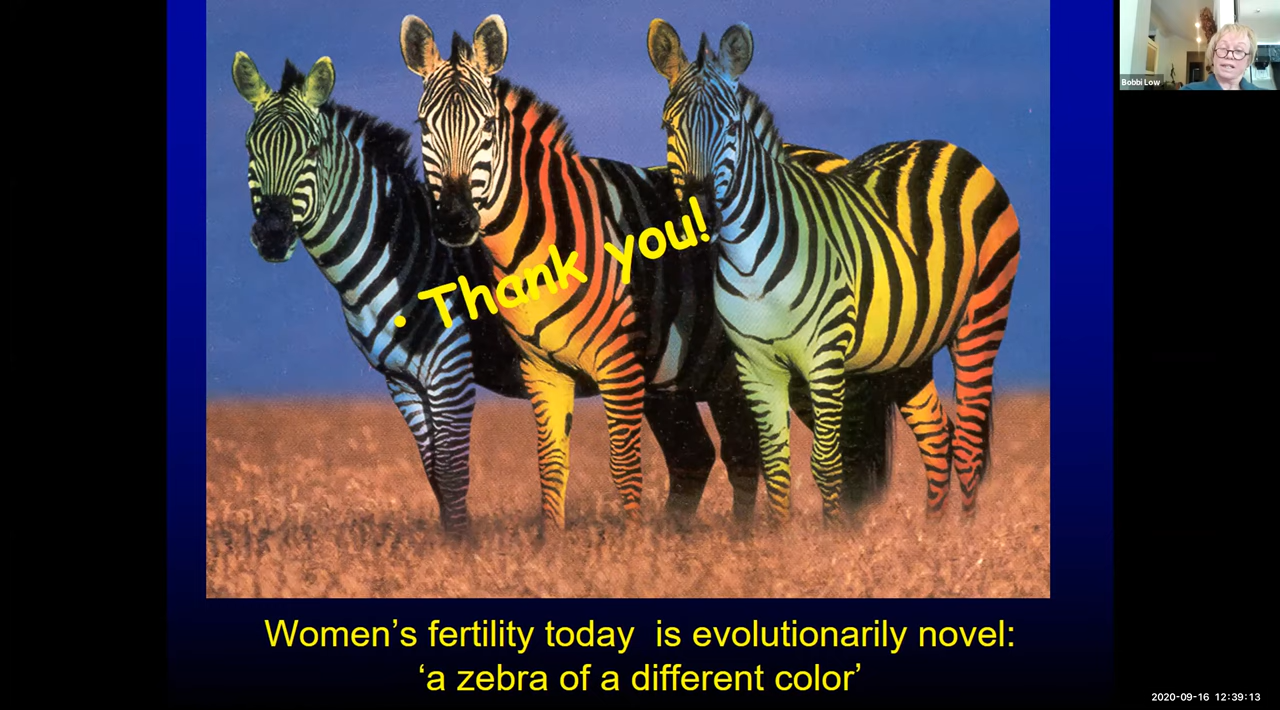 Bobbi Low
• Thank you!
Women’s fertility today  is evolutionarily novel:
‘a zebra of a different color’
2020-09-16 12:39:13